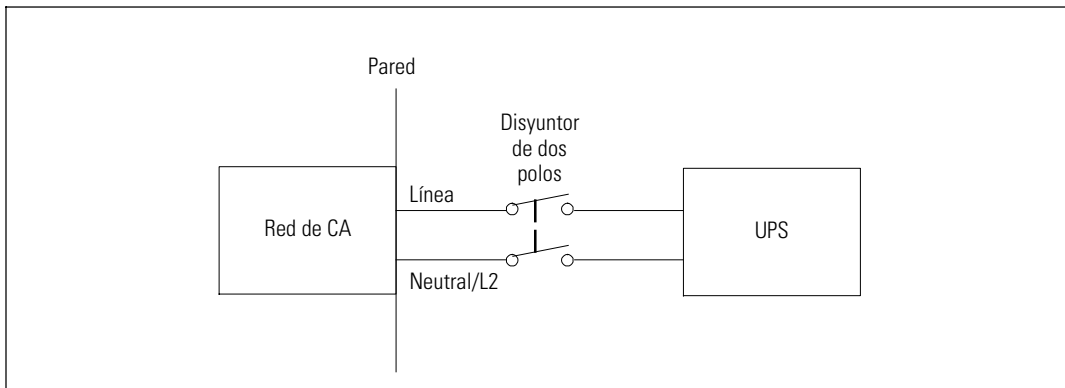 Pared
Disyuntor
de dos
polos
Línea
Red de CA
UPS
Neutral/L2